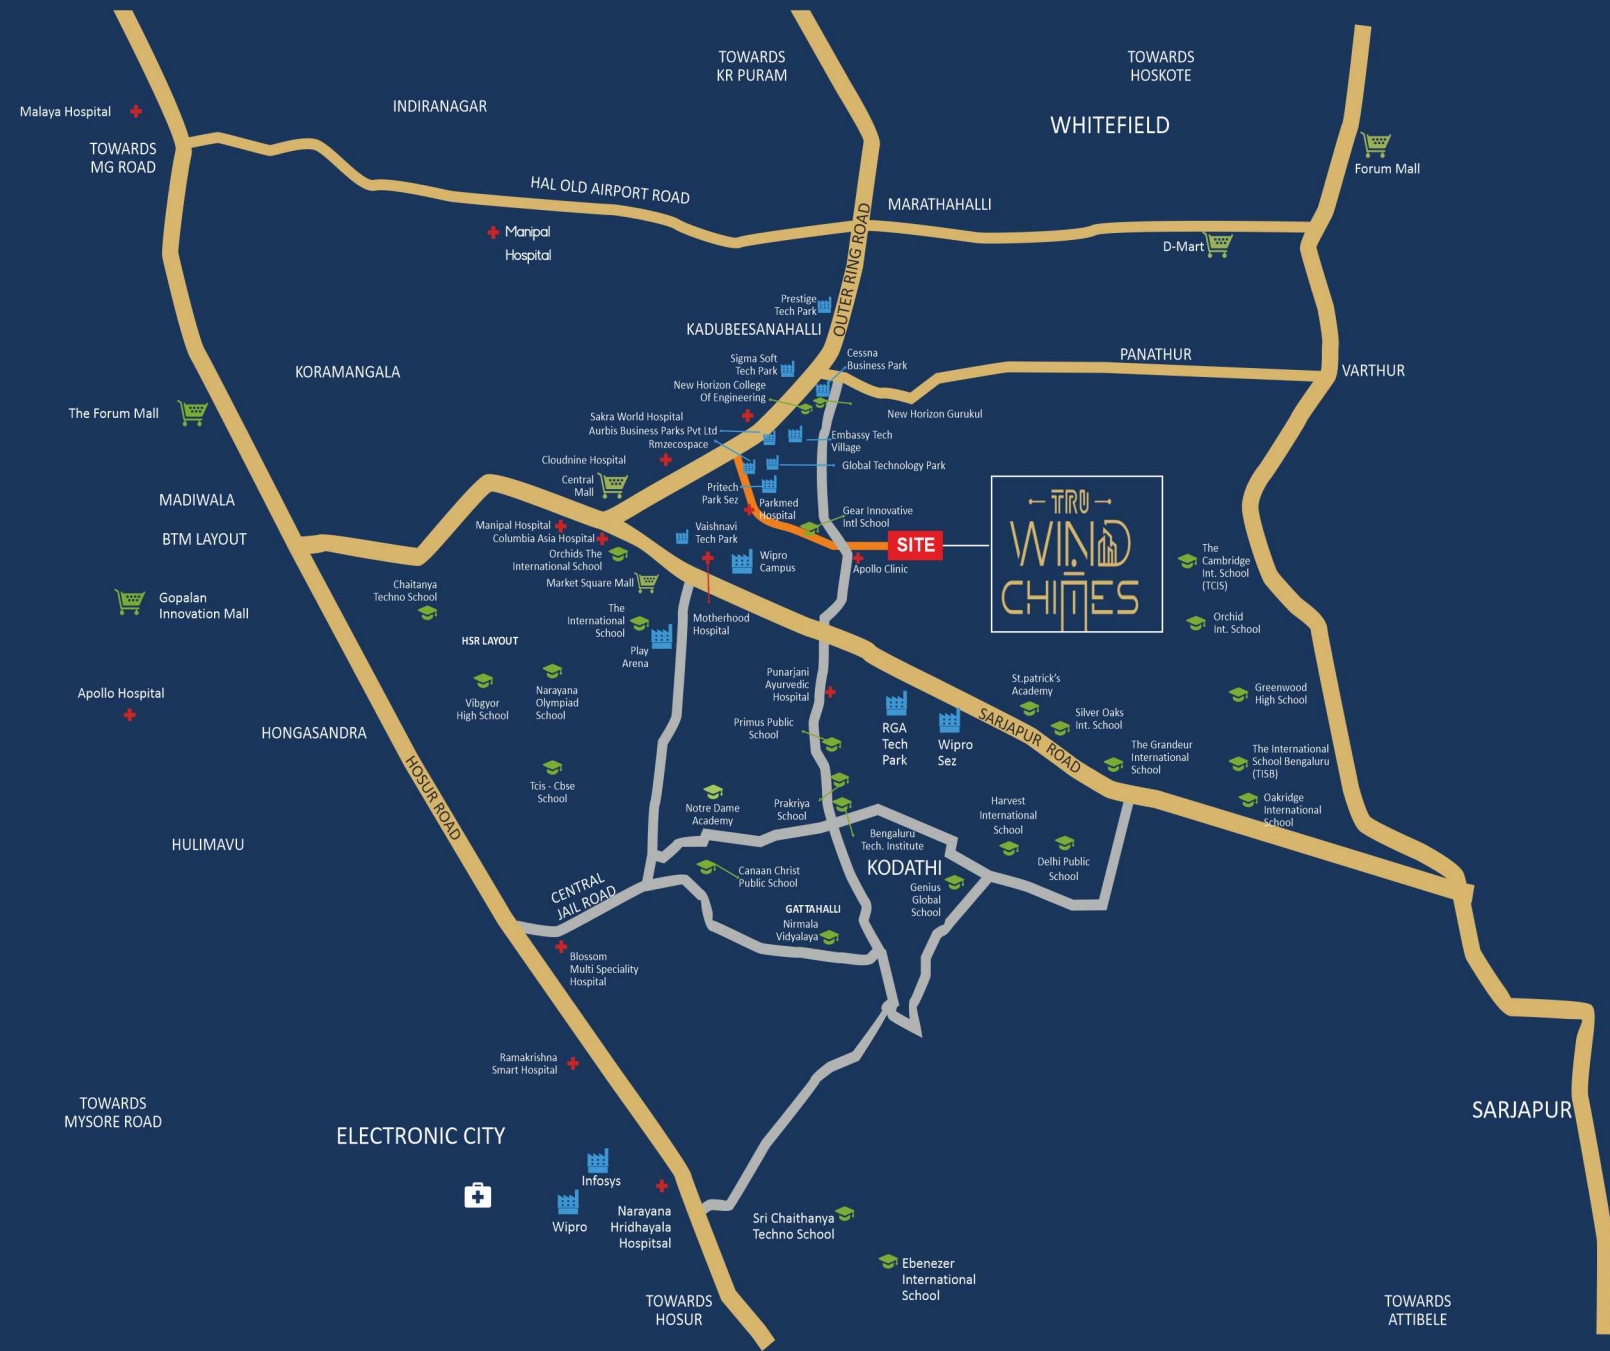 TOWARDS
KR PURAM
TOWARDS
HOSKOTE
INDIRANAGAR
Malaya Hospital
WHITEFIELD
TOWARDS
MG ROAD
Forum Mall
HAL OLD AIRPORT ROAD
MARATHAHALLI
Manipal
Hospital
D-Mart
OUTER RING ROAD
Prestige
Tech Park
KADUBEESANAHALLI
Sigma Soft
Tech Park
Cessna
Business Park
PANATHUR
VARTHUR
KORAMANGALA
New Horizon College
Of Engineering
The Forum Mall
New Horizon Gurukul
Sakra World Hospital
Aurbis Business Parks Pvt Ltd
Rmzecospace
Embassy Tech
Village
Cloudnine Hospital
Global Technology Park
Central
Mall
Pritech
Park Sez
Parkmed
Hospital
MADIWALA
Gear Innovative
Intl School
Manipal Hospital
Columbia Asia Hospital
Vaishnavi
Tech Park
BTM LAYOUT
SITE
TRU
WIND
CHIMES
Orchids The
International School
Wipro
Campus
Apollo Clinic
The
Cambridge
Int. School
(TCIS)
Market Square Mall
Chaitanya
Techno School
Gopalan
Innovation Mall
The
International
School
Motherhood
Hospital
Orchid
Int. School
HSR LAYOUT
Play
Arena
Punarjani
Ayurvedic
Hospital
St.patrick's
Academy
Apollo Hospital
Vibgyor
High School
Narayana
Olympiad
School
Greenwood
High School
Silver Oaks
Int. School
SARJAPUR ROAD
Primus Public
School
RGA
Tech
Park
Wipro
Sez
HONGASANDRA
The Grandeur
International
School
The International
School Bengaluru
(TISB)
HOSUR ROAD
Tcis - Cbse
School
Notre Dame
Academy
Prakriya
School
Harvest
International
School
Oakridge
International
School
HULIMAVU
Bengaluru
Tech. Institute
KODATHI
Delhi Public
School
Canaan Christ
Public School
CENTRAL
JAIL ROAD
Genius
Global
School
GATTAHALLI
Nirmala
Vidyalaya
Blossom
Multi Speciality
Hospital
Ramakrishna
Smart Hospital
TOWARDS
MYSORE ROAD
SARJAPUR
ELECTRONIC CITY
Infosys
Wipro
Narayana
Hridhayala
Hospitsal
Sri Chaithanya
Techno School
Ebenezer
International
School
TOWARDS
HOSUR
TOWARDS
ATTIBELE